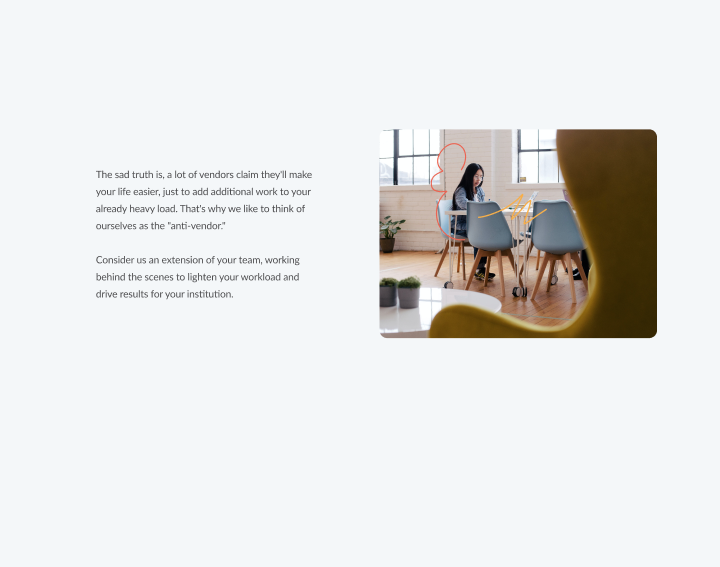 The sad truth is, a lot of vendors claim they'll make
your life easier, just to add additional work to your
already heavy load. That's why we like to think of
ourselves as the "anti-vendor."
Consider us an extension of your team, working
behind the scenes to lighten your workload and
drive results for your institution.